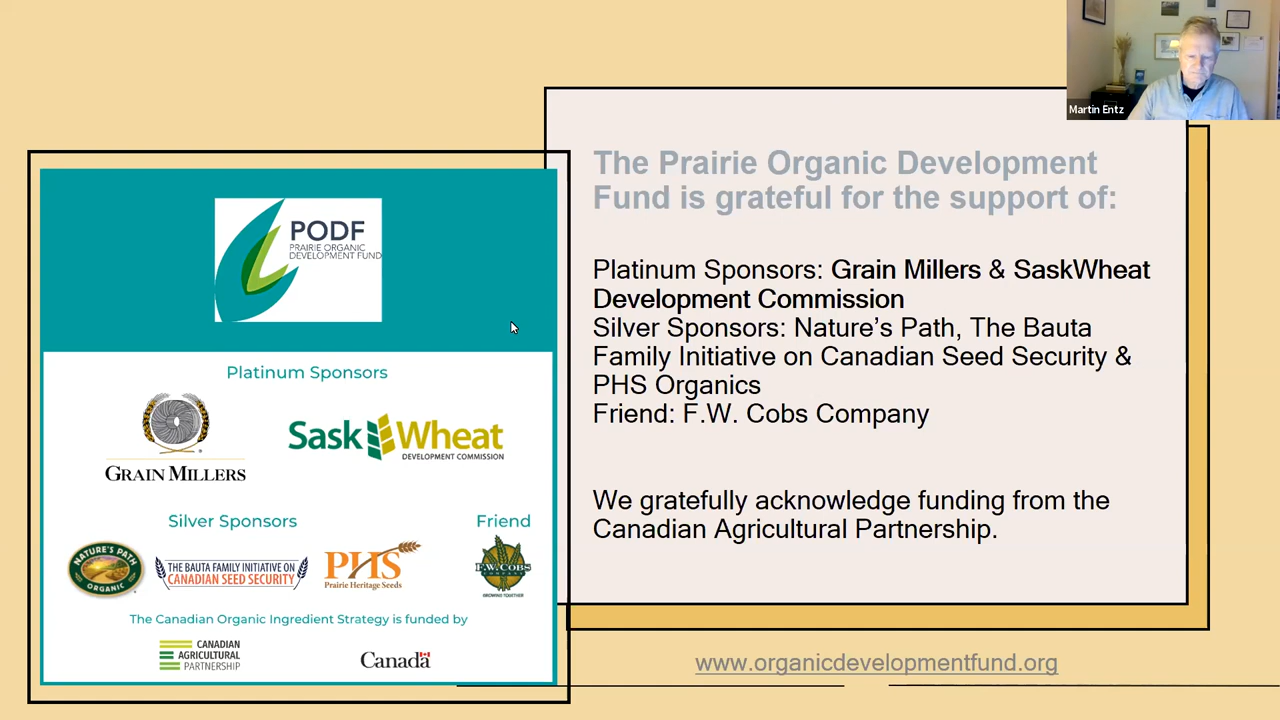 Martin Entz
PODF
PRAIRIE ORGANIC
DEVELOPMENT FUND
Platinum Sponsors
GRAIN MILLERS
SaskWheat
DEVELOPMENT COMMISSION
Silver Sponsors
Friend
NATURE'S PATH
ORGANIC
THE BAUTA FAMILY INITIATIVE ON
CANADIAN SEED SECURITY
PHS
Prairie Heritage Seeds
F.W. COBS
COMPANY
GROWING TOGETHER
The Canadian Organic Ingredient Strategy is funded by
CANADIAN
AGRICULTURAL
PARTNERSHIP
Canada
The Prairie Organic Development
Fund is grateful for the support of:
Platinum Sponsors: Grain Millers & SaskWheat
Development Commission
Silver Sponsors: Nature’s Path, The Bauta
Family Initiative on Canadian Seed Security &
PHS Organics
Friend: F.W. Cobs Company
We gratefully acknowledge funding from the
Canadian Agricultural Partnership.
www.organicdevelopmentfund.org